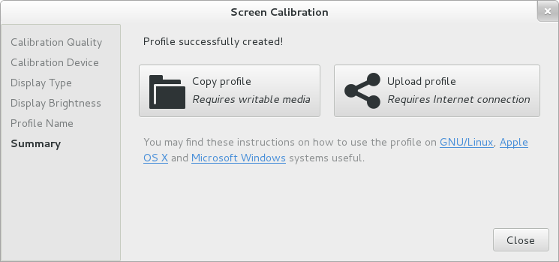 Screen Calibration
Calibration Quality
Calibration Device
Display Type
Display Brightness
Profile Name
Summary
Profile successfully created!
Copy profile
Requires writable media
Upload profile
Requires Internet connection
You may find these instructions on how to use the profile on GNU/Linux, Apple
OS X and Microsoft Windows systems useful.
Close